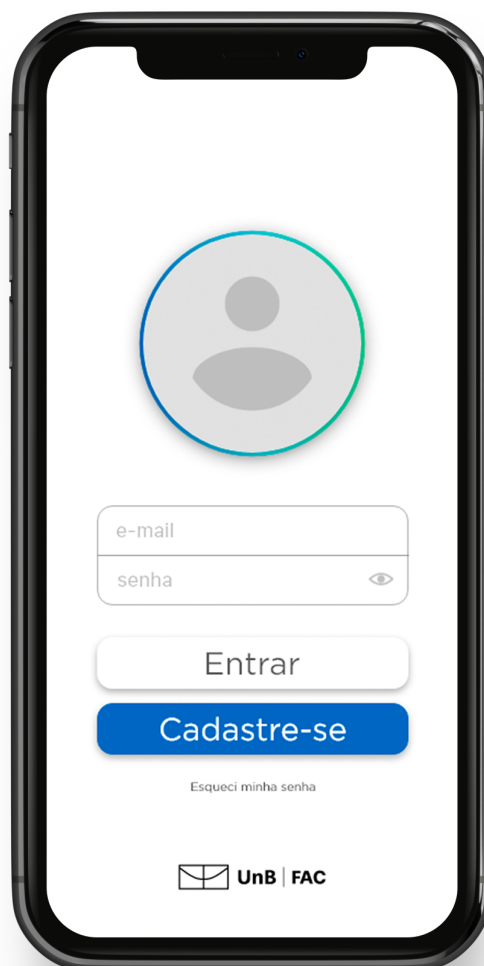 e-mail
senha
Entrar
Cadastre-se
Esqueci minha senha
UnB | FAC